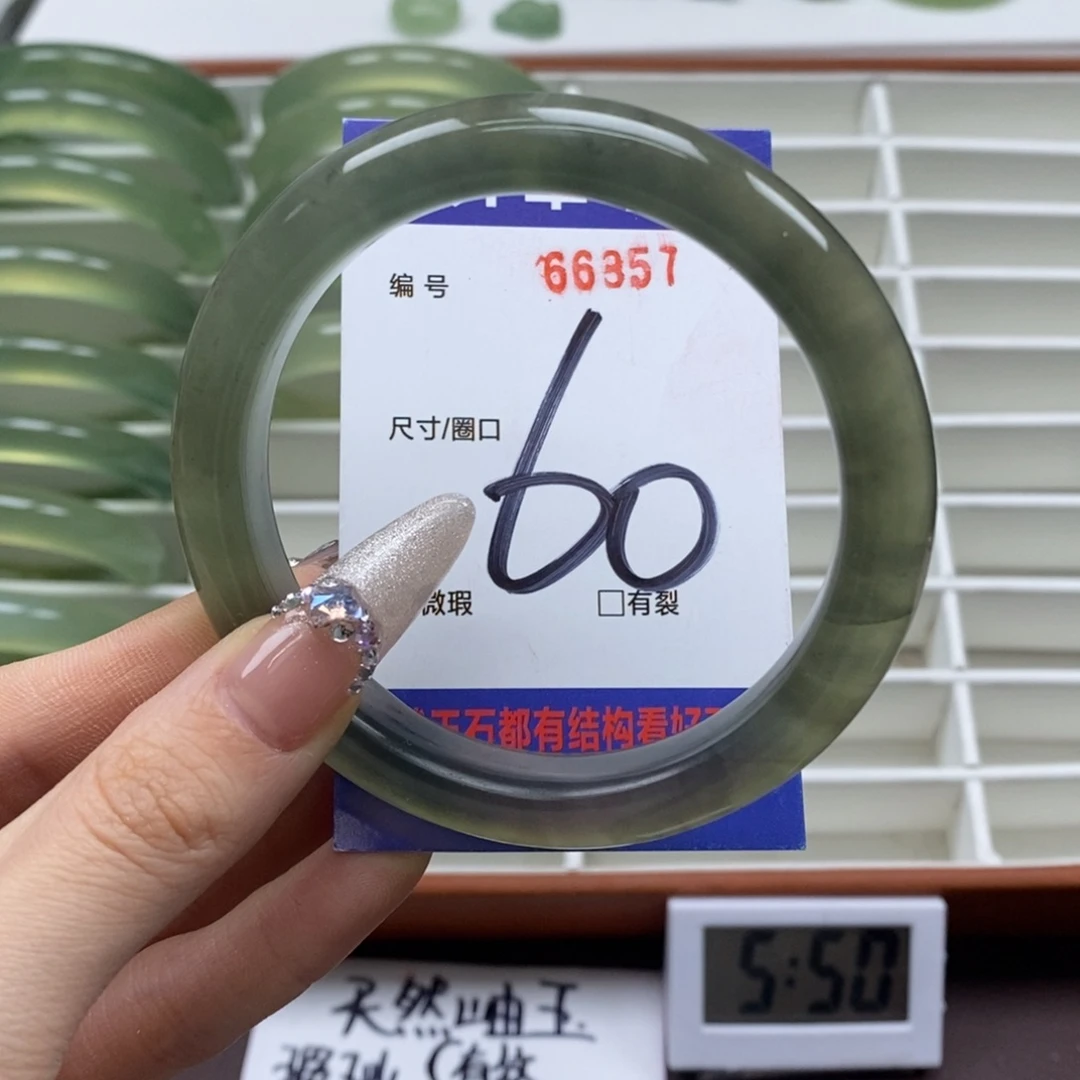 编号 66357
尺寸/圈口 60
微瑕 □有裂
玉石都有结构看好
5:50
天然岫玉